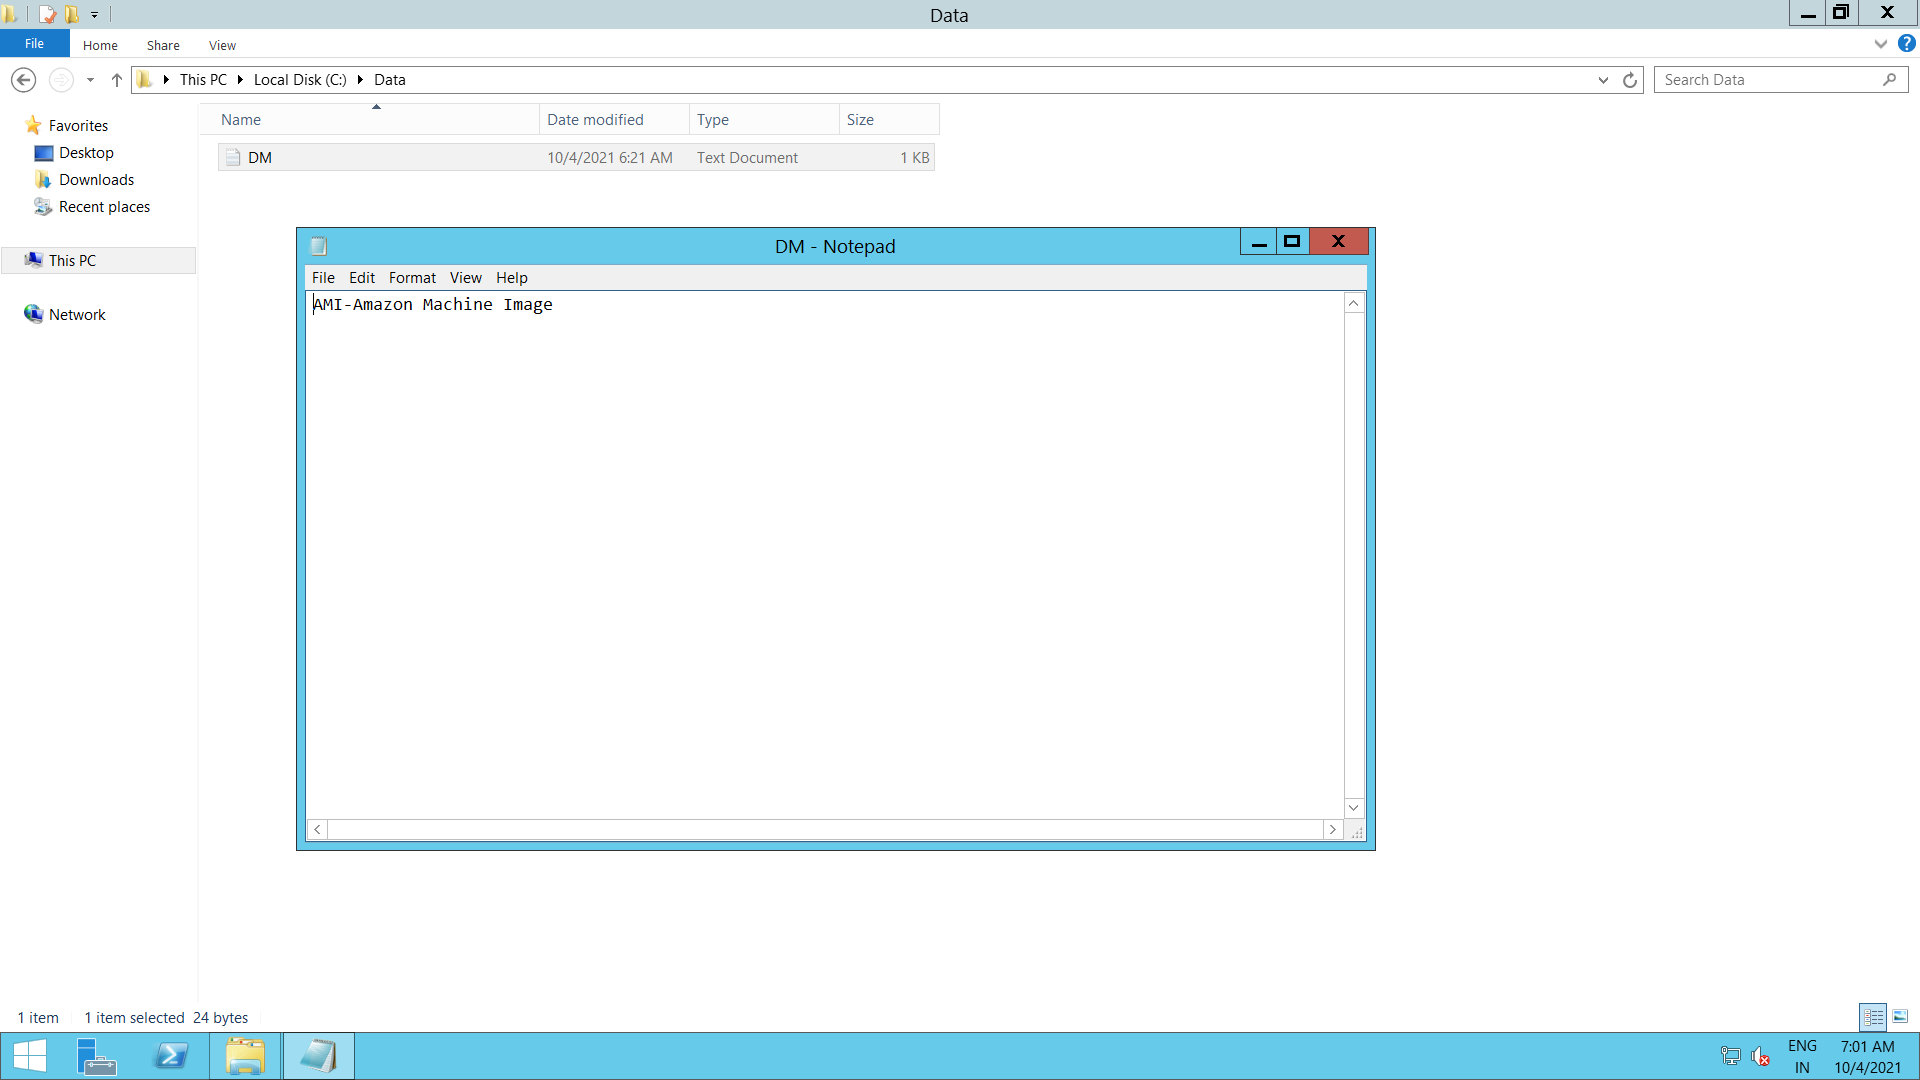 Data
File Home Share View
This PC Local Disk (C:) Data
Search Data
Favorites
Desktop
Downloads
Recent places
This PC
Network
Name Date modified Type Size
DM 10/4/2021 6:21 AM Text Document 1 KB
DM - Notepad
File Edit Format View Help
AMI-Amazon Machine Image
1 item 1 item selected 24 bytes
ENG 7:01 AM
IN 10/4/2021